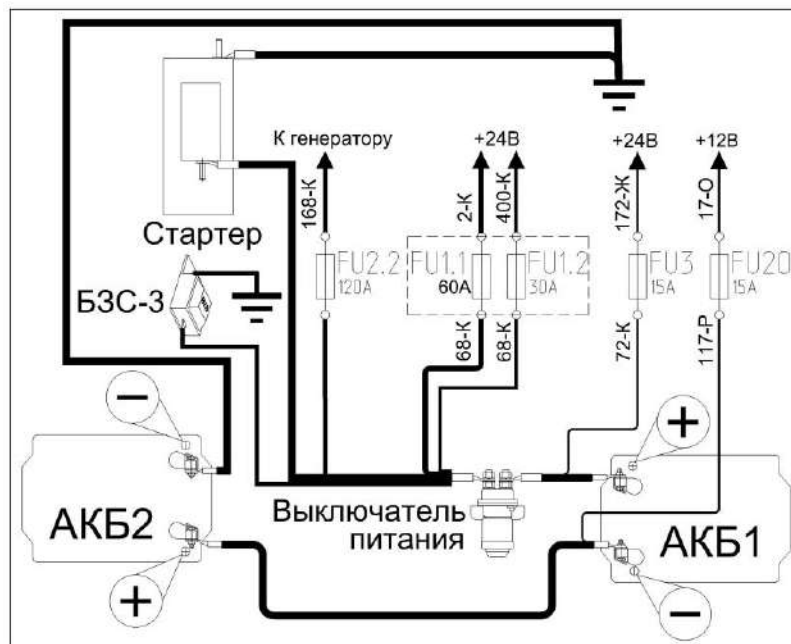 К генератору
+24В
+24В
+12В
168-К
2-К
400-К
172-Ж
17-О
Стартер
FU2.2
120А
FU1.1
60А
FU1.2
30А
FU3
15А
FU20
15А
БЗС-3
68-К
68-К
72-К
117-Р
−
+
АКБ2
Выключатель
питания
АКБ1
+
−